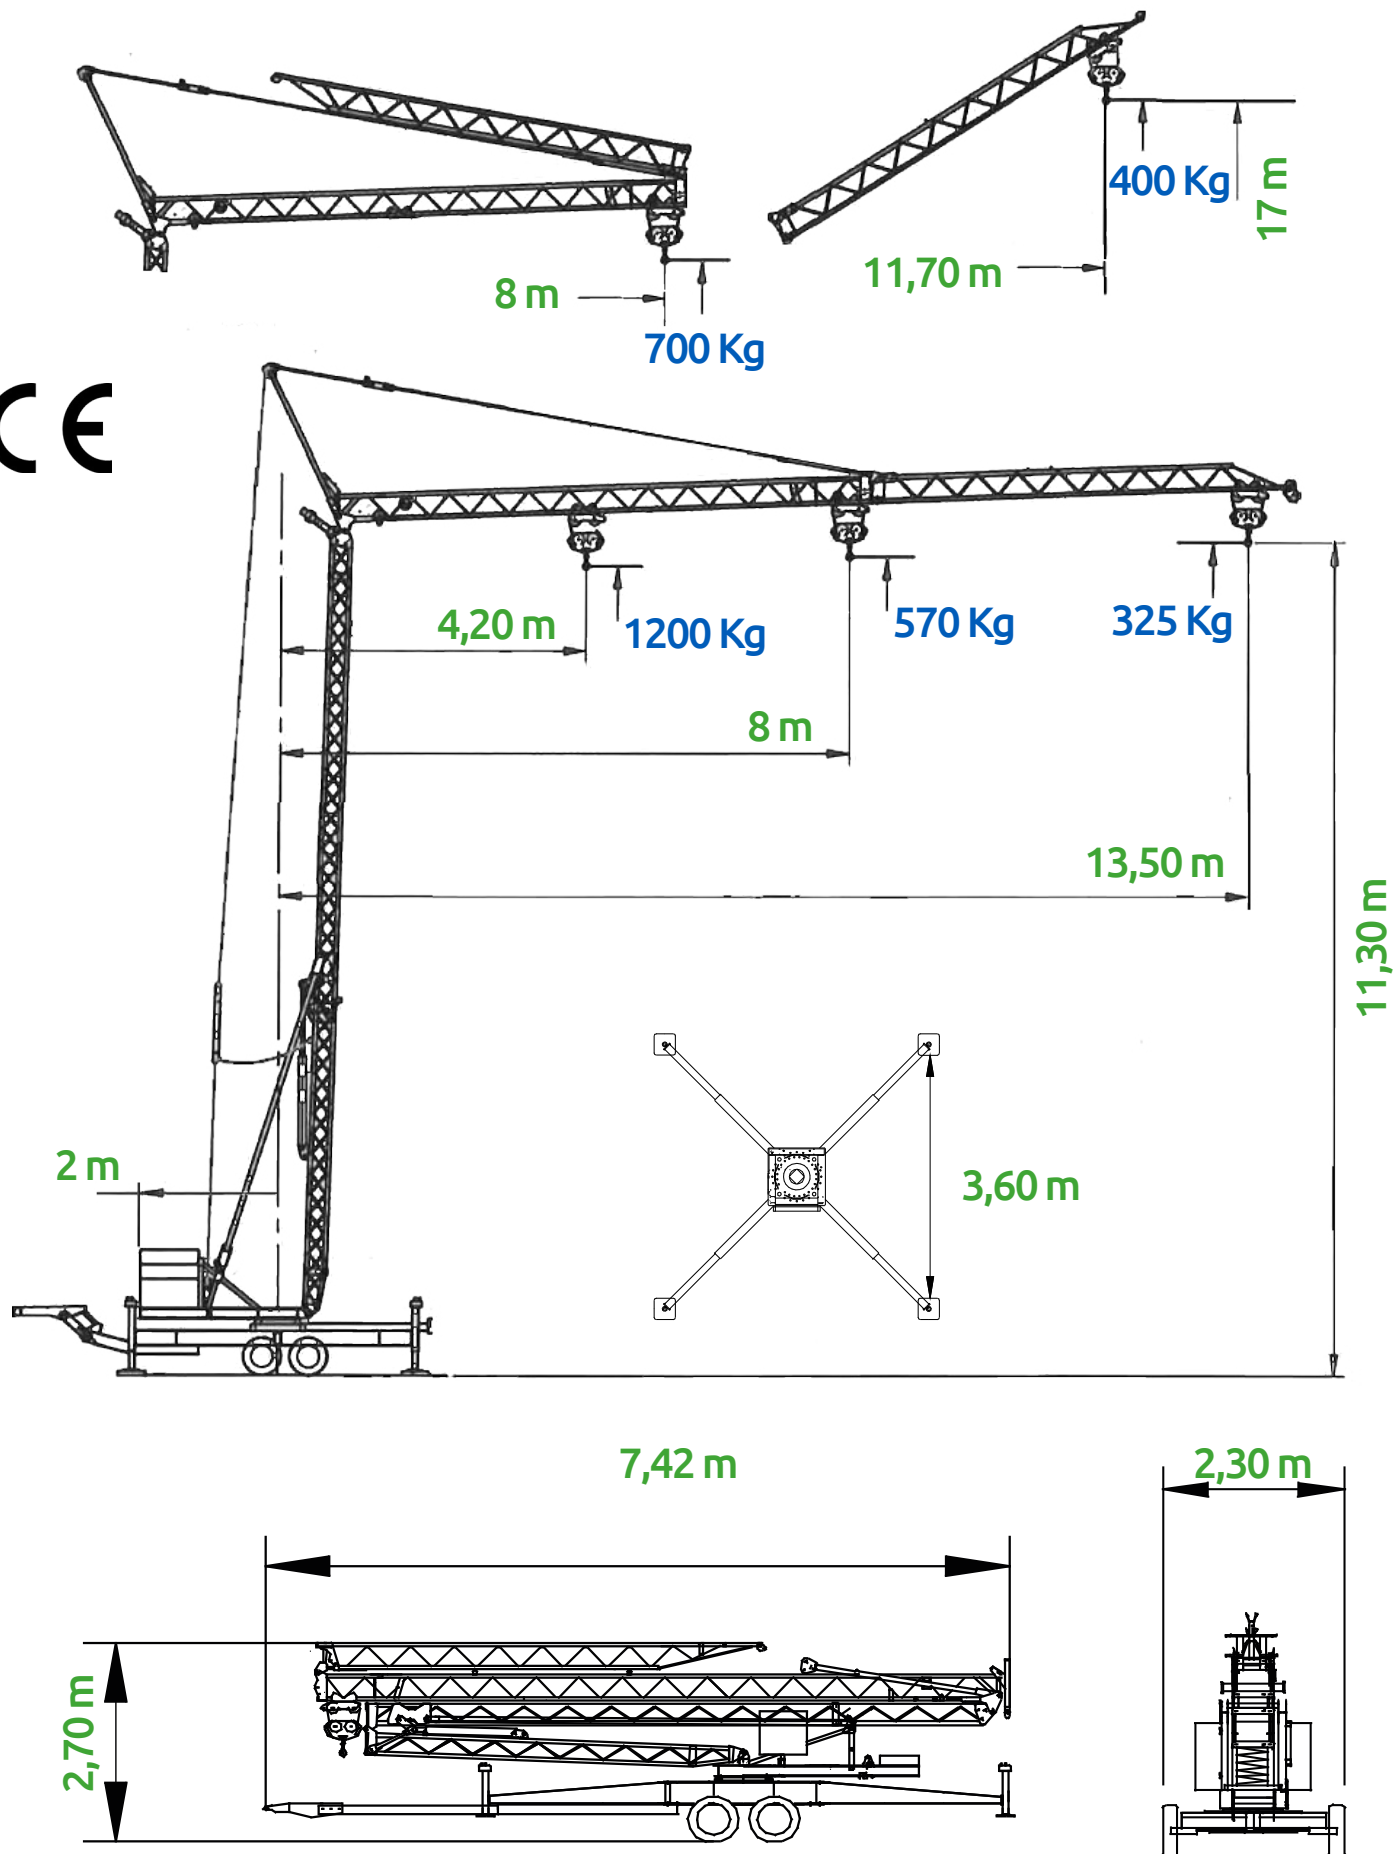 400 Kg
17 m
11,70 m
8 m
700 Kg
CE
4,20 m
1200 Kg
570 Kg
325 Kg
8 m
13,50 m
11,30 m
2 m
3,60 m
7,42 m
2,30 m
2,70 m